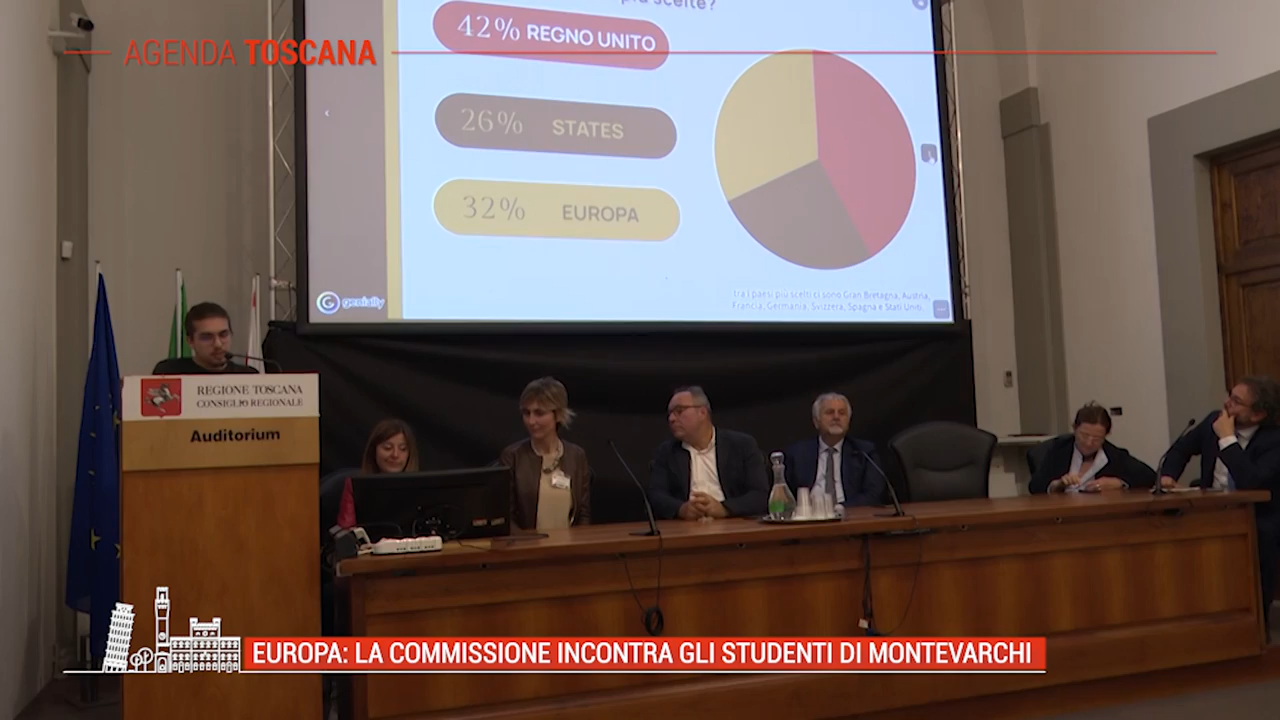 più scelte?
42% REGNO UNITO
AGENDA TOSCANA
26% STATES
32% EUROPA
genially
tra i paesi più scelti ci sono Gran Bretagna, Austria,
Francia, Germania, Svizzera, Spagna e Stati Uniti.
REGIONE TOSCANA
CONSIGLIO REGIONALE
Auditorium
EUROPA: LA COMMISSIONE INCONTRA GLI STUDENTI DI MONTEVARCHI